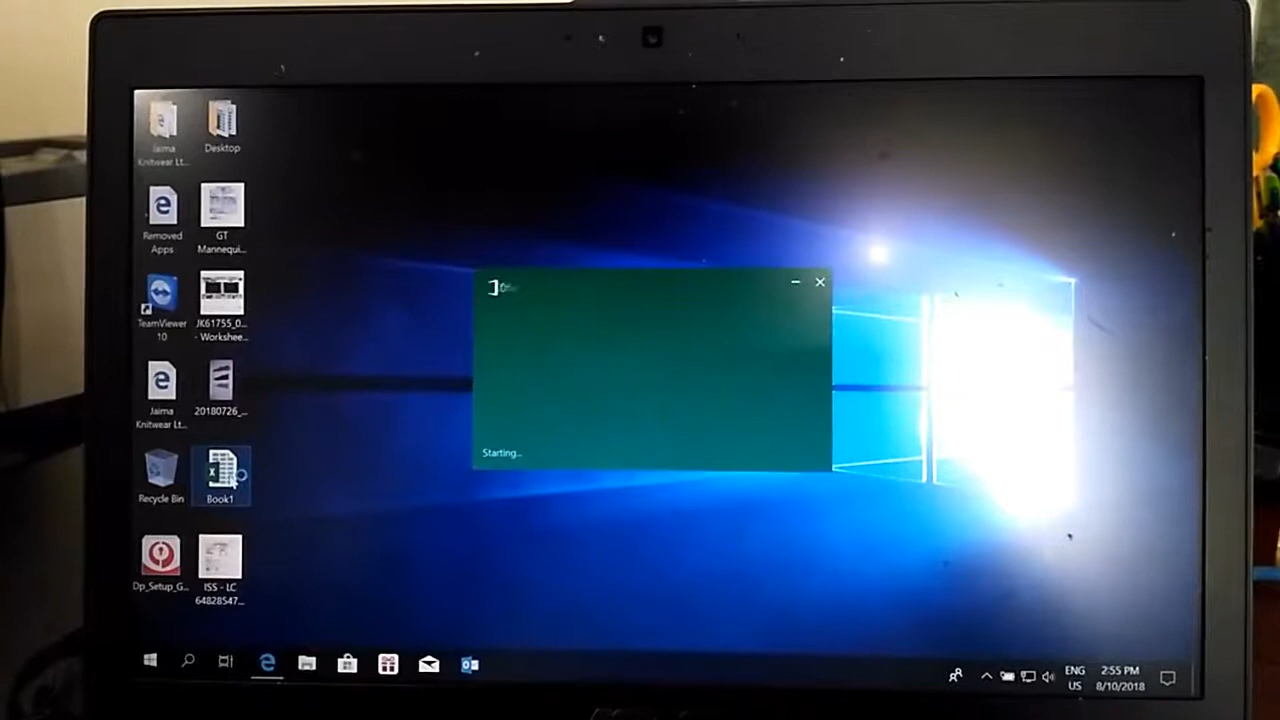 Jaima
Knitwear Lt...
Desktop
Removed
Apps
GT
Mannequi...
TeamViewer
10
JK61755_0...
- Workshee...
Jaima
Knitwear Lt...
20180726_...
Recycle Bin
Book1
Dp_Setup_G...
ISS - LC
64828547...
Starting...
ENG
US
2:55 PM
8/10/2018